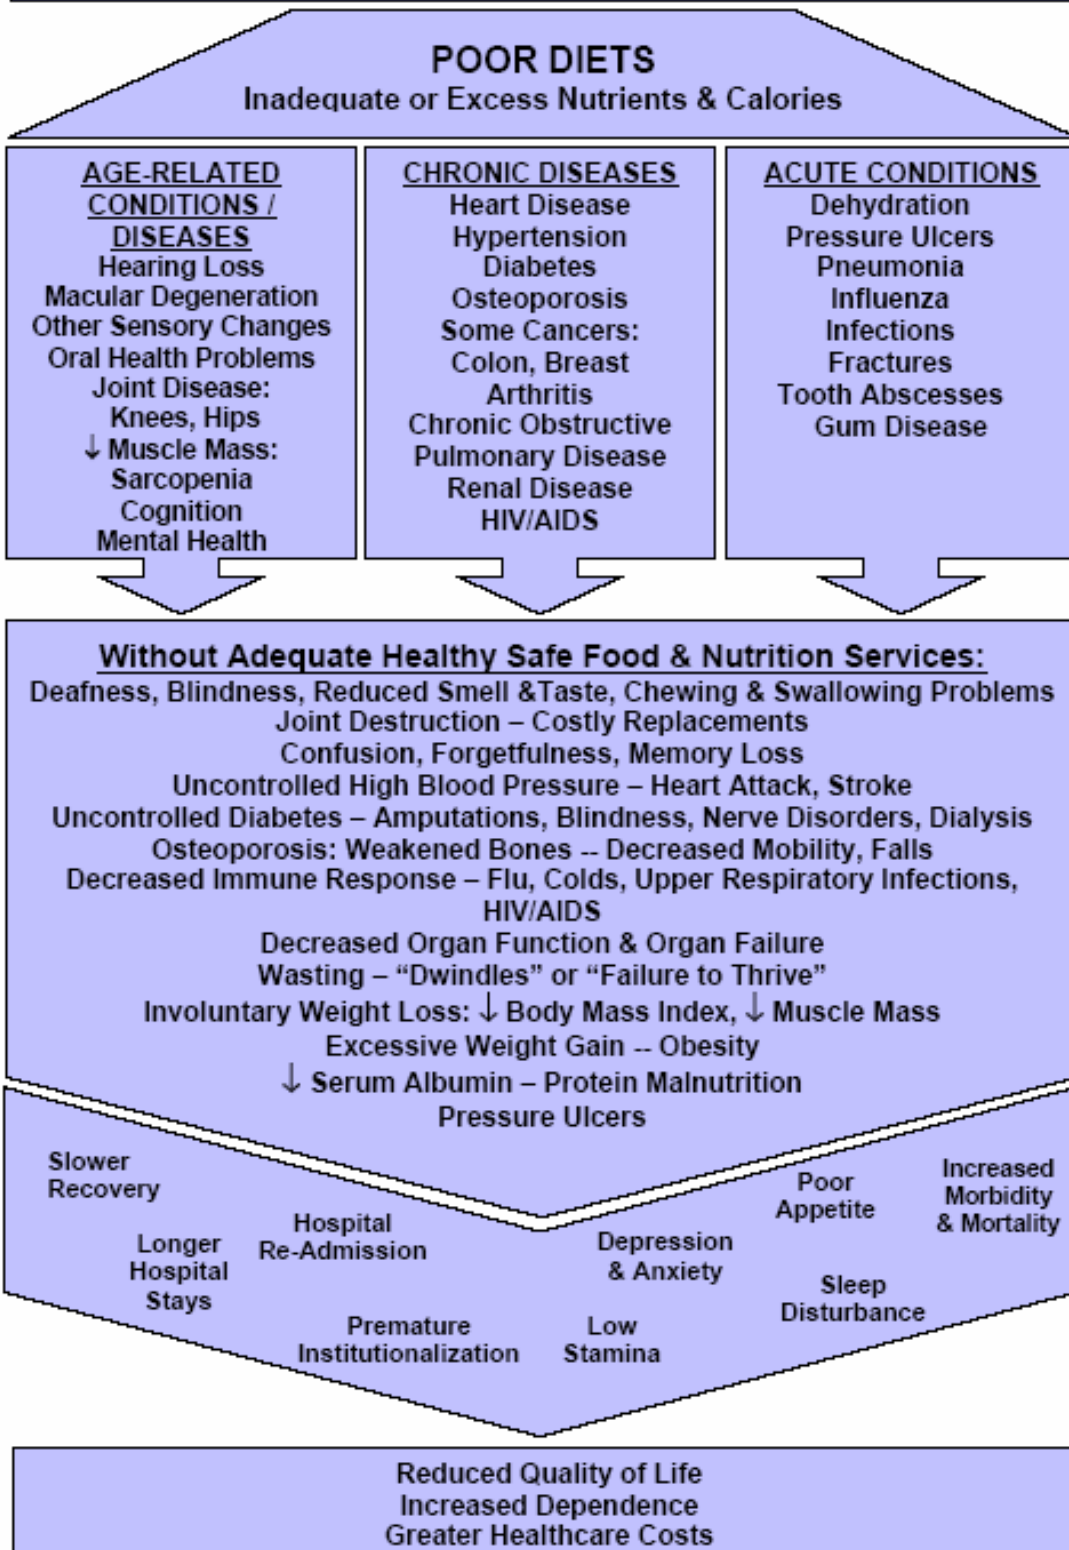 POOR DIETS
Inadequate or Excess Nutrients & Calories
AGE-RELATED
CONDITIONS /
DISEASES
Hearing Loss
Macular Degeneration
Other Sensory Changes
Oral Health Problems
Joint Disease:
Knees, Hips
↓ Muscle Mass:
Sarcopenia
Cognition
Mental Health
CHRONIC DISEASES
Heart Disease
Hypertension
Diabetes
Osteoporosis
Some Cancers:
Colon, Breast
Arthritis
Chronic Obstructive
Pulmonary Disease
Renal Disease
HIV/AIDS
ACUTE CONDITIONS
Dehydration
Pressure Ulcers
Pneumonia
Influenza
Infections
Fractures
Tooth Abscesses
Gum Disease
Without Adequate Healthy Safe Food & Nutrition Services:
Deafness, Blindness, Reduced Smell &Taste, Chewing & Swallowing Problems
Joint Destruction – Costly Replacements
Confusion, Forgetfulness, Memory Loss
Uncontrolled High Blood Pressure – Heart Attack, Stroke
Uncontrolled Diabetes – Amputations, Blindness, Nerve Disorders, Dialysis
Osteoporosis: Weakened Bones -- Decreased Mobility, Falls
Decreased Immune Response – Flu, Colds, Upper Respiratory Infections,
HIV/AIDS
Decreased Organ Function & Organ Failure
Wasting – “Dwindles” or “Failure to Thrive”
Involuntary Weight Loss: ↓ Body Mass Index, ↓ Muscle Mass
Excessive Weight Gain -- Obesity
↓ Serum Albumin – Protein Malnutrition
Pressure Ulcers
Slower
Recovery
Longer
Hospital
Stays
Hospital
Re-Admission
Premature
Institutionalization
Depression
& Anxiety
Low
Stamina
Poor
Appetite
Sleep
Disturbance
Increased
Morbidity
& Mortality
Reduced Quality of Life
Increased Dependence
Greater Healthcare Costs